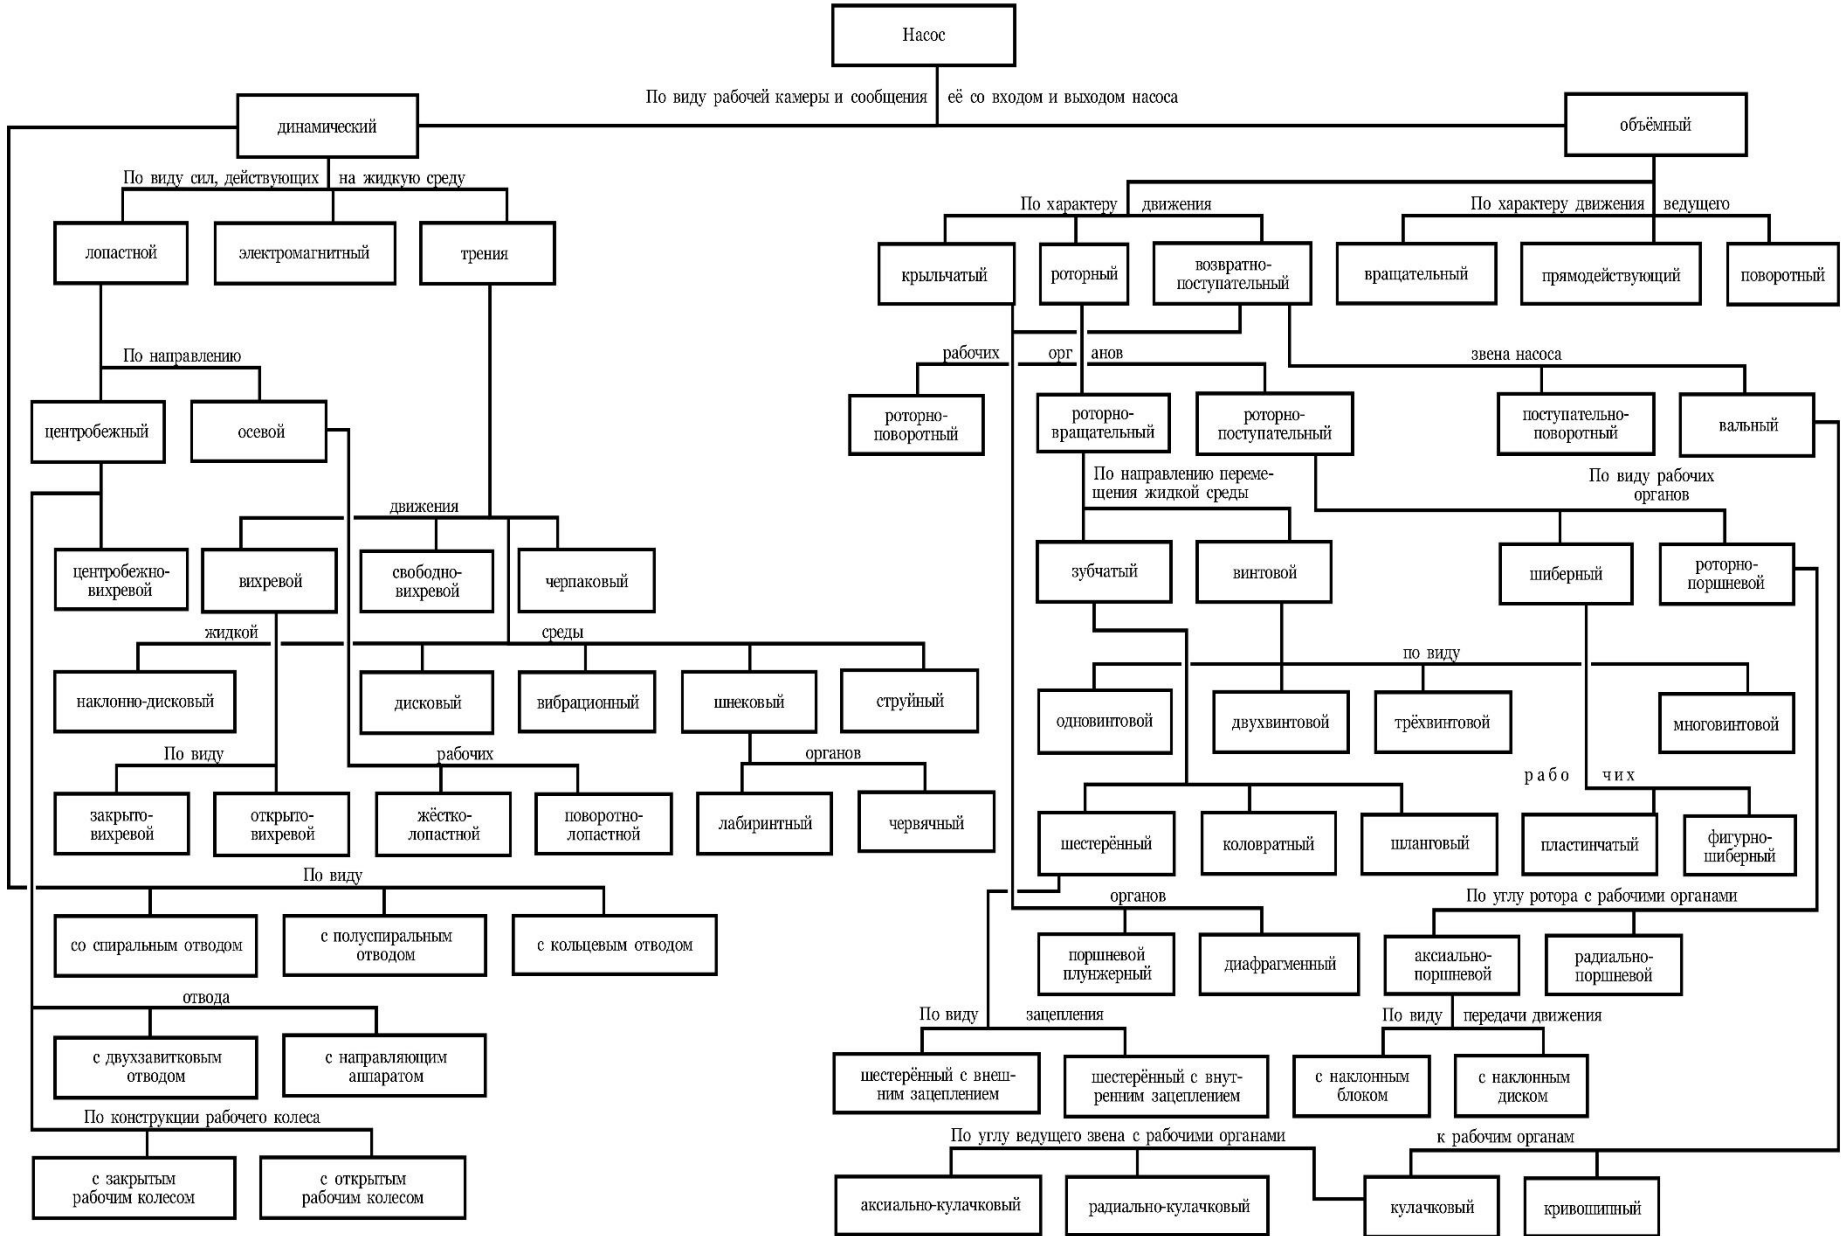 Насос
По виду рабочей камеры и сообщения её со входом и выходом насоса
динамический
объёмный
По виду сил, действующих на жидкую среду
По характеру движения
По характеру движения ведущего
лопастной
электромагнитный
трения
крыльчатый
роторный
возвратно-
поступательный
вращательный
прямодействующий
поворотный
По направлению
рабочих орг анов
звена насоса
центробежный
осевой
роторно-
поворотный
роторно-
вращательный
роторно-
поступательный
поступательно-
поворотный
вальный
По направлению переме-
щения жидкой среды
По виду рабочих
органов
движения
центробежно-
вихревой
вихревой
свободно-
вихревой
черпаковый
зубчатый
винтовой
шиберный
роторно-
поршневой
жидкой среды
по виду
наклонно-дисковый
дисковый
вибрационный
шнековый
струйный
одновинтовой
двухвинтовой
трёхвинтовой
многовинтовой
По виду рабочих органов
рабо чих
закрыто-
вихревой
открыто-
вихревой
жёстко-
лопастной
поворотно-
лопастной
лабиринтный
червячный
шестерённый
коловратный
шланговый
пластинчатый
фигурно-
шиберный
По виду
органов
По углу ротора с рабочими органами
со спиральным отводом
с полуспиральным
отводом
с кольцевым отводом
поршневой
плунжерный
диафрагменный
аксиально-
поршневой
радиально-
поршневой
отвода
По виду зацепления
По виду передачи движения
с двухзавитковым
отводом
с направляющим
аппаратом
шестерённый с внеш-
ним зацеплением
шестерённый с внут-
ренним зацеплением
с наклонным
блоком
с наклонным
диском
По конструкции рабочего колеса
По углу ведущего звена с рабочими органами
к рабочим органам
с закрытым
рабочим колесом
с открытым
рабочим колесом
аксиально-кулачковый
радиально-кулачковый
кулачковый
кривошипный